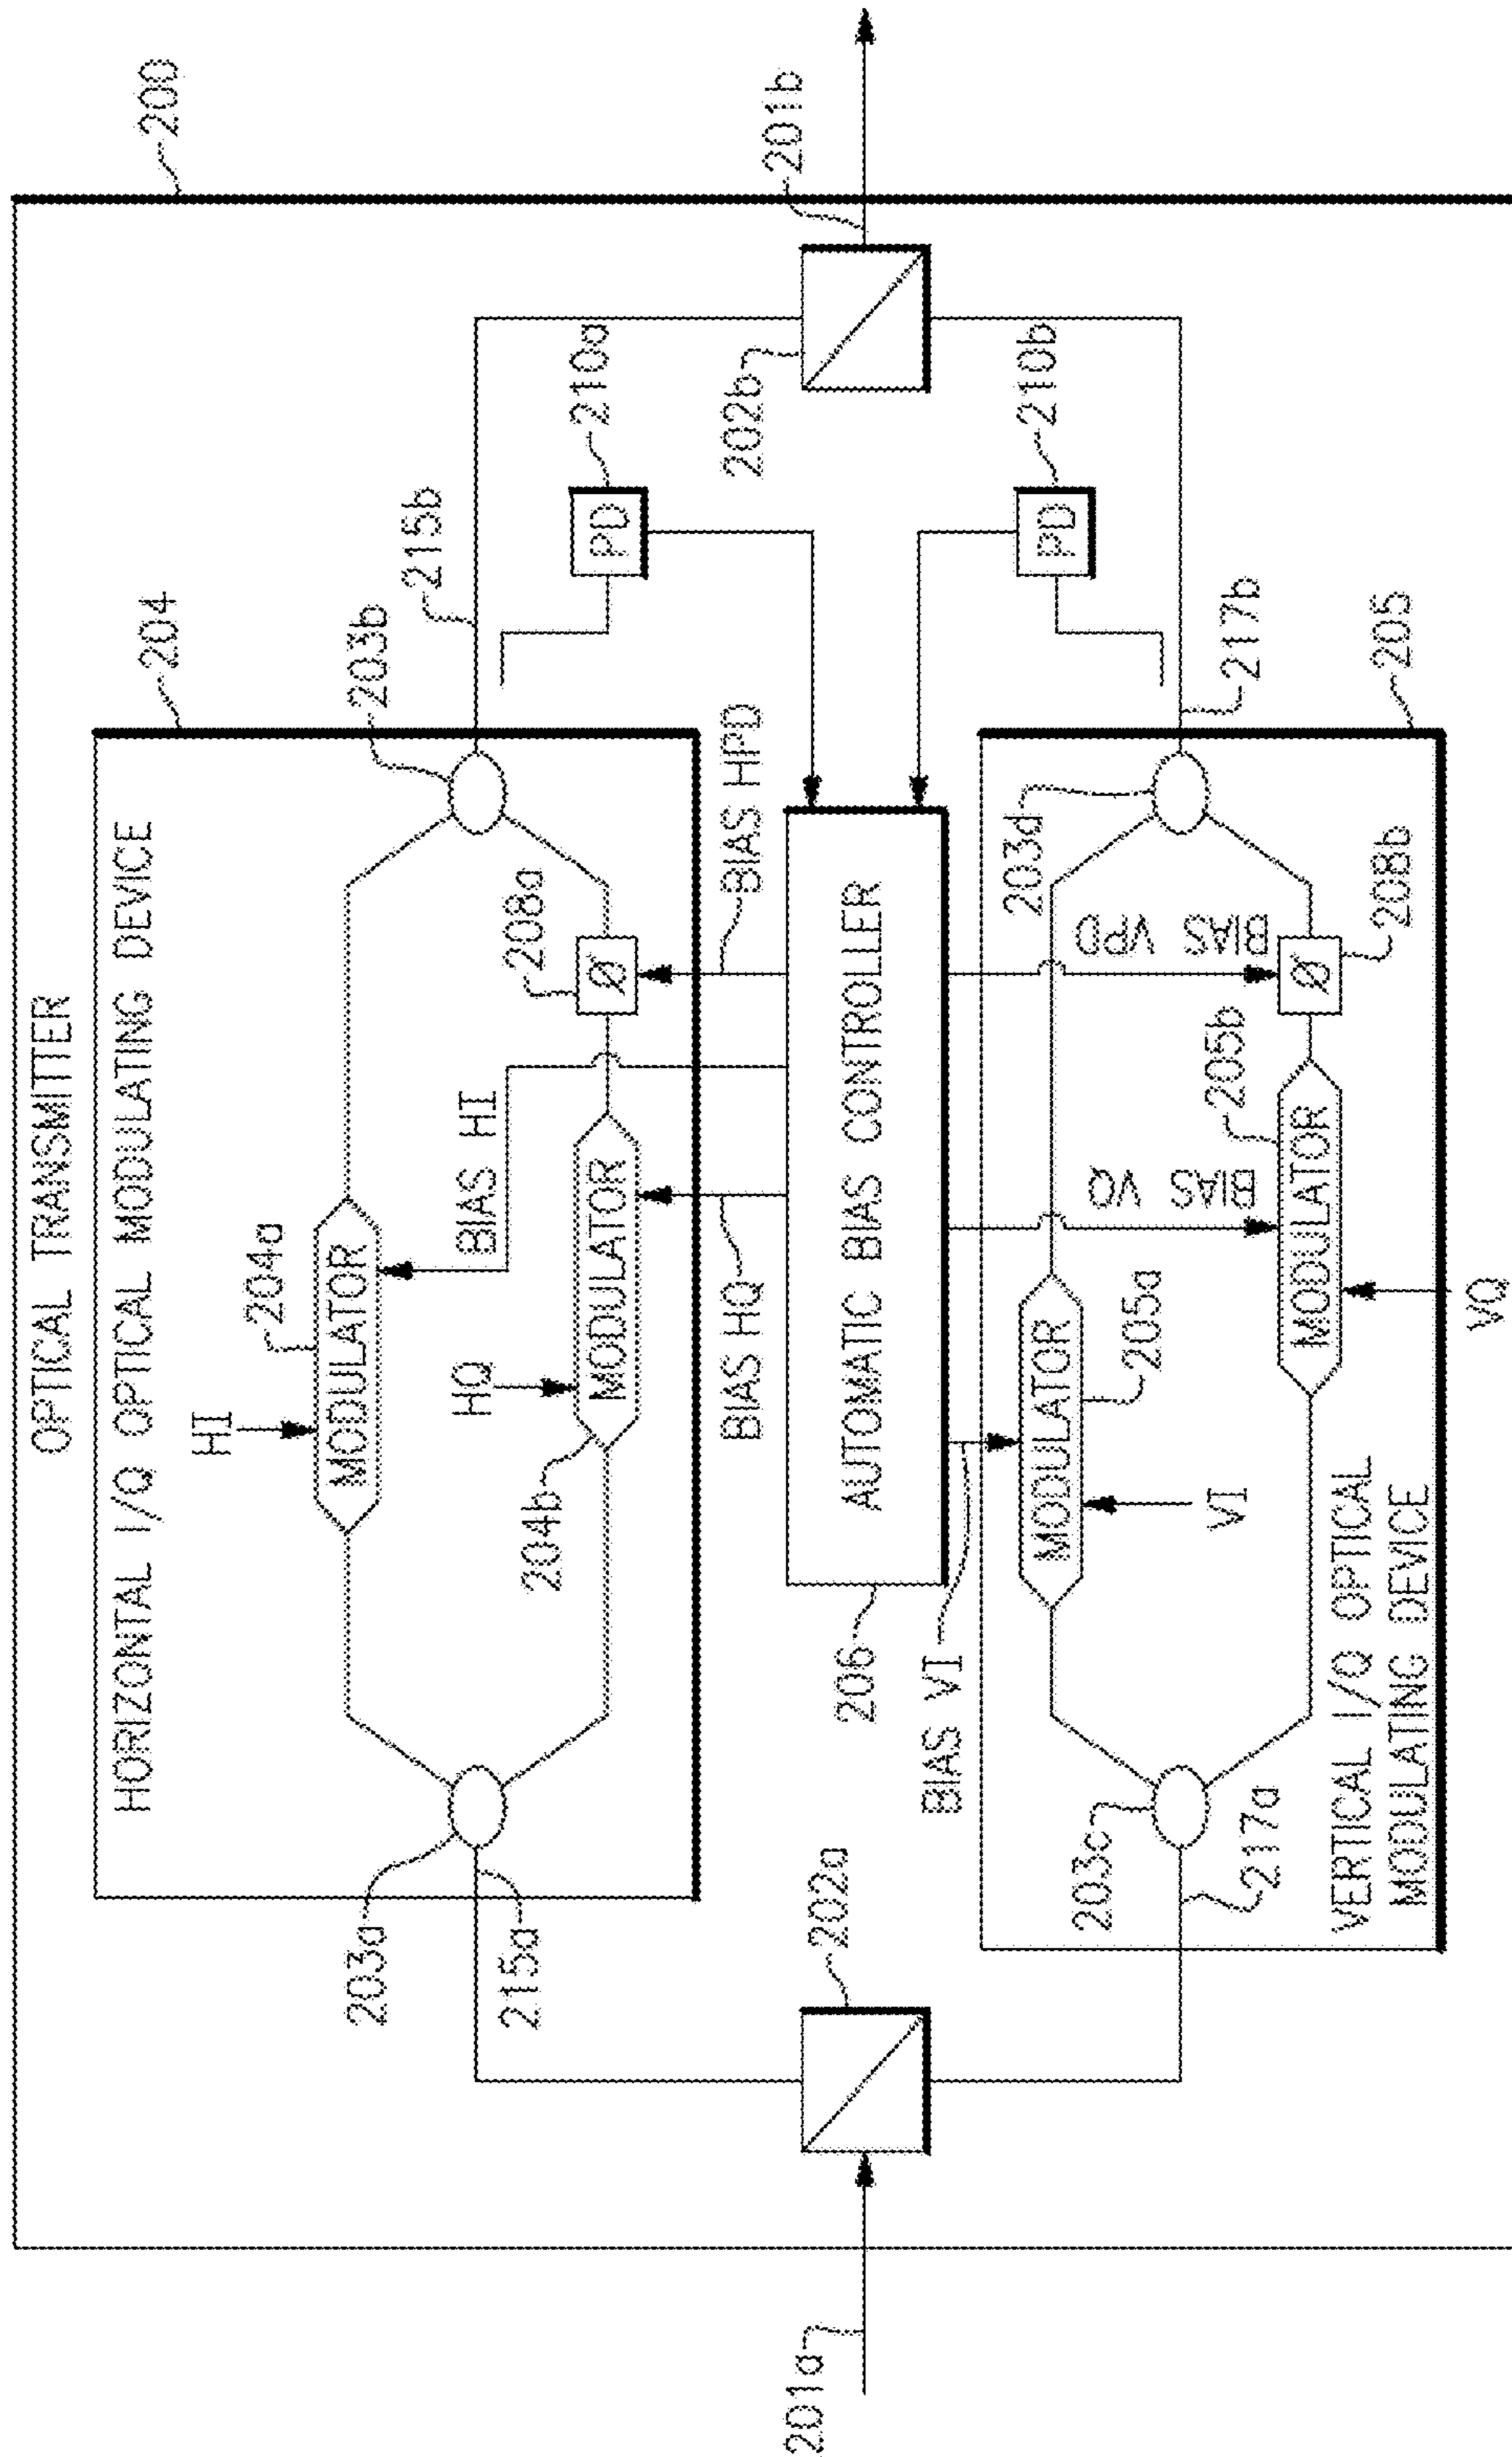 OPTICAL TRANSMITTER
200
HORIZONTAL I/Q OPTICAL MODULATING DEVICE
204
HI
204a
MODULATOR
BIAS HI
HQ
MODULATOR
204b
208a
Ø
203a
215a
203b
215b
PD
210a
BIAS HQ
BIAS HPD
201a
202a
206
AUTOMATIC BIAS CONTROLLER
202b
201b
BIAS VI
MODULATOR
205a
VI
203c
217a
BIAS VQ
BIAS VPD
203d
PD
210b
MODULATOR
205b
Ø
208b
217b
VERTICAL I/Q OPTICAL
MODULATING DEVICE
205
VQ